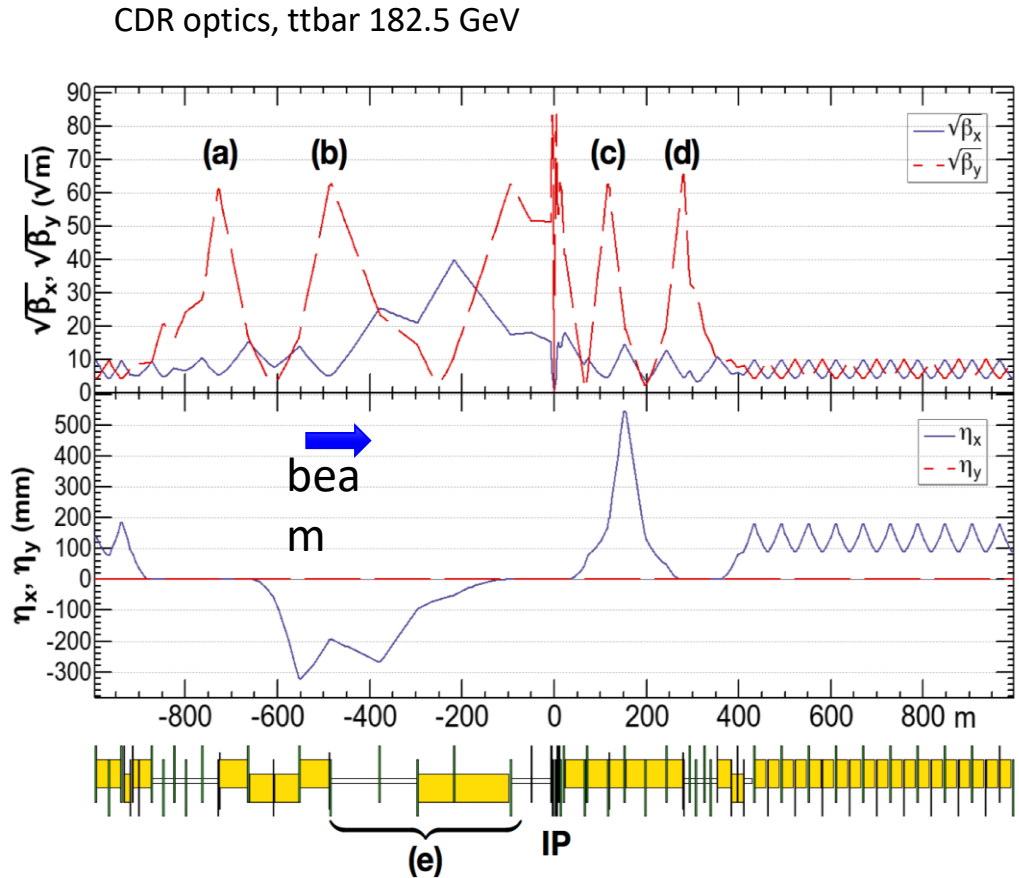 CDR optics, ttbar 182.5 GeV
90
80
70
60
50
40
30
20
10
0
√βx, √βy (√m)
(a)
(b)
(c)
(d)
√βx
√βy
500
400
300
200
100
0
-100
-200
-300
ηx, ηy (mm)
bea
m
ηx
ηy
-800 -600 -400 -200 0 200 400 600 800 m
(e)
IP